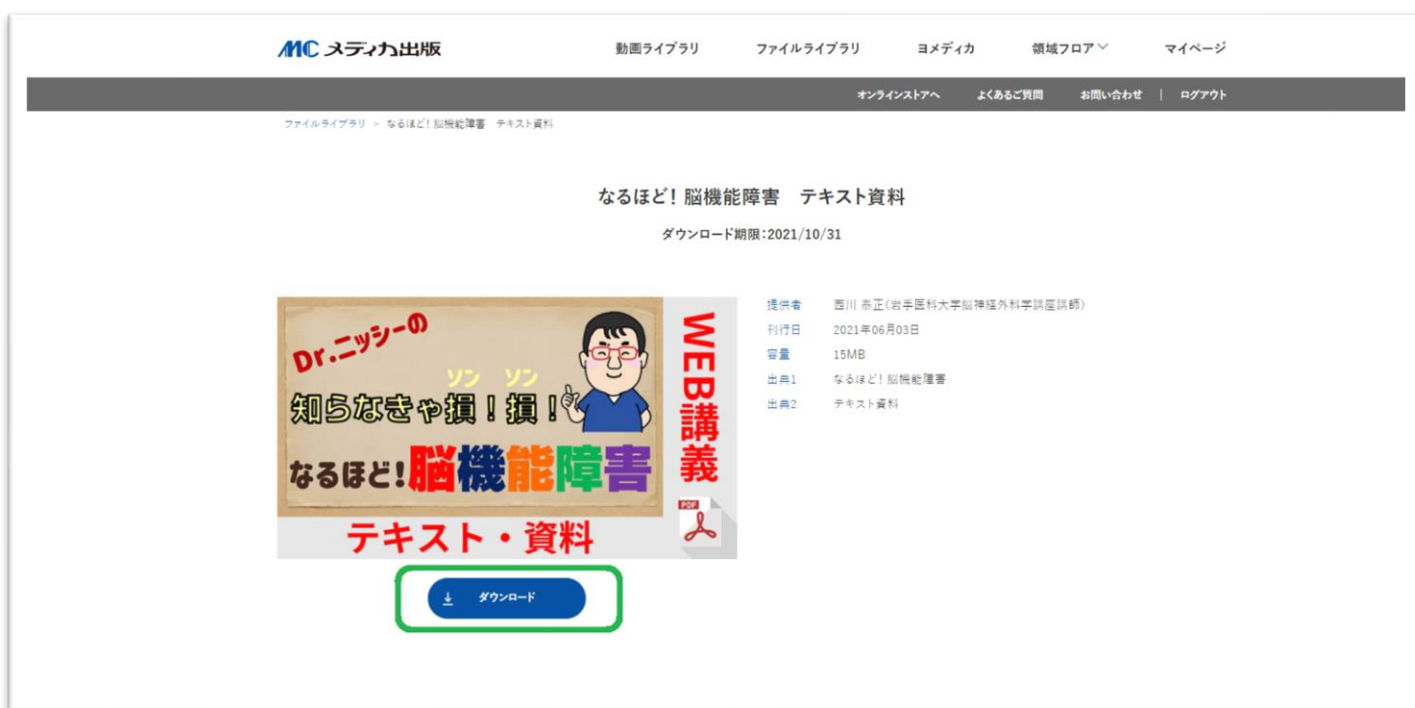 MC メディカ出版
動画ライブラリ ファイルライブラリ ヨメディカ 領域フロア マイページ
オンラインストアへ よくあるご質問 お問い合わせ | ログアウト
ファイルライブラリ > なるほど！脳機能障害 テキスト資料
なるほど！脳機能障害 テキスト資料
ダウンロード期限：2021/10/31
Dr.ニッシーの
ソン ソン
知らなきゃ損！損！
なるほど！脳機能障害
WEB講義
PDF
テキスト・資料
ダウンロード
提供者 西川 泰正（岩手医科大学脳神経外科学講座講師）
刊行日 2021年06月03日
容量 15MB
出典1 なるほど！脳機能障害
出典2 テキスト資料